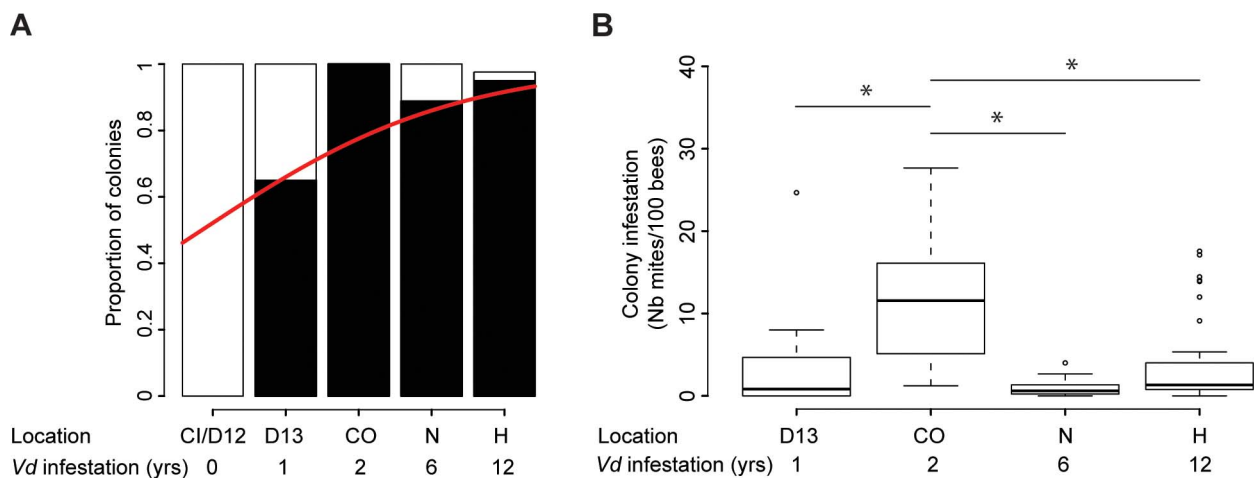 A
Proportion of colonies
1
0.8
0.6
0.4
0.2
0
Location CI/D12 D13 CO N H
Vd infestation (yrs) 0 1 2 6 12
B
Colony infestation
(Nb mites/100 bees)
40
30
20
10
0
* * *
Location D13 CO N H
Vd infestation (yrs) 1 2 6 12